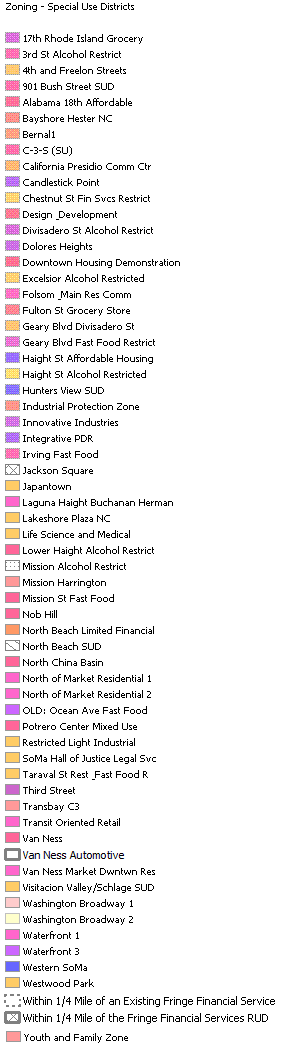 Zoning - Special Use Districts
17th Rhode Island Grocery
3rd St Alcohol Restrict
4th and Freelon Streets
901 Bush Street SUD
Alabama 18th Affordable
Bayshore Hester NC
Bernal1
C-3-S (SU)
California Presidio Comm Ctr
Candlestick Point
Chestnut St Fin Svcs Restrict
Design _Development
Divisadero St Alcohol Restrict
Dolores Heights
Downtown Housing Demonstration
Excelsior Alcohol Restricted
Folsom _Main Res Comm
Fulton St Grocery Store
Geary Blvd Divisadero St
Geary Blvd Fast Food Restrict
Haight St Affordable Housing
Haight St Alcohol Restricted
Hunters View SUD
Industrial Protection Zone
Innovative Industries
Integrative PDR
Irving Fast Food
Jackson Square
Japantown
Laguna Haight Buchanan Herman
Lakeshore Plaza NC
Life Science and Medical
Lower Haight Alcohol Restrict
Mission Alcohol Restrict
Mission Harrington
Mission St Fast Food
Nob Hill
North Beach Limited Financial
North Beach SUD
North China Basin
North of Market Residential 1
North of Market Residential 2
OLD: Ocean Ave Fast Food
Potrero Center Mixed Use
Restricted Light Industrial
SoMa Hall of Justice Legal Svc
Taraval St Rest _Fast Food R
Third Street
Transbay C3
Transit Oriented Retail
Van Ness
Van Ness Automotive
Van Ness Market Dwntwn Res
Visitacion Valley/Schlage SUD
Washington Broadway 1
Washington Broadway 2
Waterfront 1
Waterfront 3
Western SoMa
Westwood Park
Within 1/4 Mile of an Existing Fringe Financial Service
Within 1/4 Mile of the Fringe Financial Services RUD
Youth and Family Zone